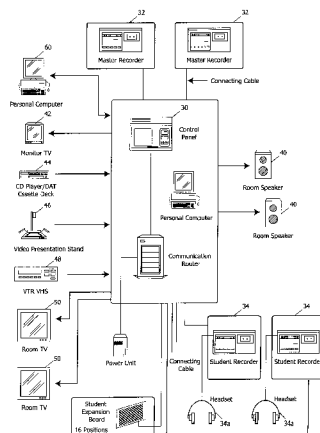 32
32
Master Recorder
Master Recorder
Connecting Cable
60
Personal Computer
42
Monitor TV
44
CD Player/DAT
Cassette Deck
46
Video Presentation Stand
48
VTR VHS
50
Room TV
50
Room TV
30
Control
Panel
Personal Computer
Communication
Router
40
Room Speaker
40
Room Speaker
Power Unit
Connecting
Cable
34
Student Recorder
34
Student Recorde
Headset
34a
Headset
34a
Student
Expansion
Board
16 Positions